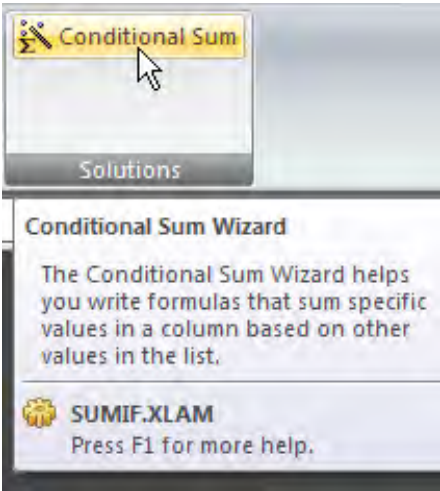 Conditional Sum
Solutions
Conditional Sum Wizard
The Conditional Sum Wizard helps
you write formulas that sum specific
values in a column based on other
values in the list.
SUMIF.XLAM
Press F1 for more help.